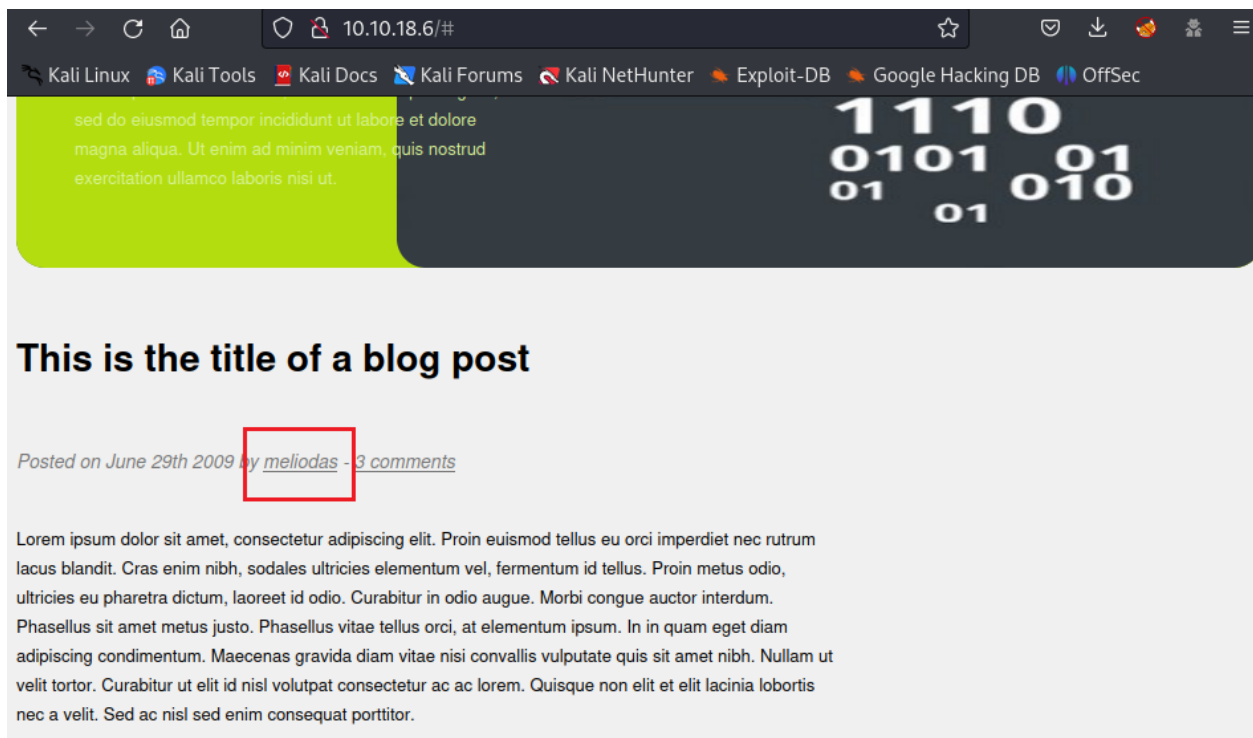 10.10.18.6/#
Kali Linux Kali Tools Kali Docs Kali Forums Kali NetHunter Exploit-DB Google Hacking DB OffSec
sed do eiusmod tempor incididunt ut labore et dolore
magna aliqua. Ut enim ad minim veniam, quis nostrud
exercitation ullamco laboris nisi ut.
1110
0101 01
01 010
01
This is the title of a blog post
Posted on June 29th 2009 by meliodas - 3 comments
Lorem ipsum dolor sit amet, consectetur adipiscing elit. Proin euismod tellus eu orci imperdiet nec rutrum
lacus blandit. Cras enim nibh, sodales ultricies elementum vel, fermentum id tellus. Proin metus odio,
ultricies eu pharetra dictum, laoreet id odio. Curabitur in odio augue. Morbi congue auctor interdum.
Phasellus sit amet metus justo. Phasellus vitae tellus orci, at elementum ipsum. In in quam eget diam
adipiscing condimentum. Maecenas gravida diam vitae nisi convallis vulputate quis sit amet nibh. Nullam ut
velit tortor. Curabitur ut elit id nisl volutpat consectetur ac ac lorem. Quisque non elit et elit lacinia lobortis
nec a velit. Sed ac nisl sed enim consequat porttitor.